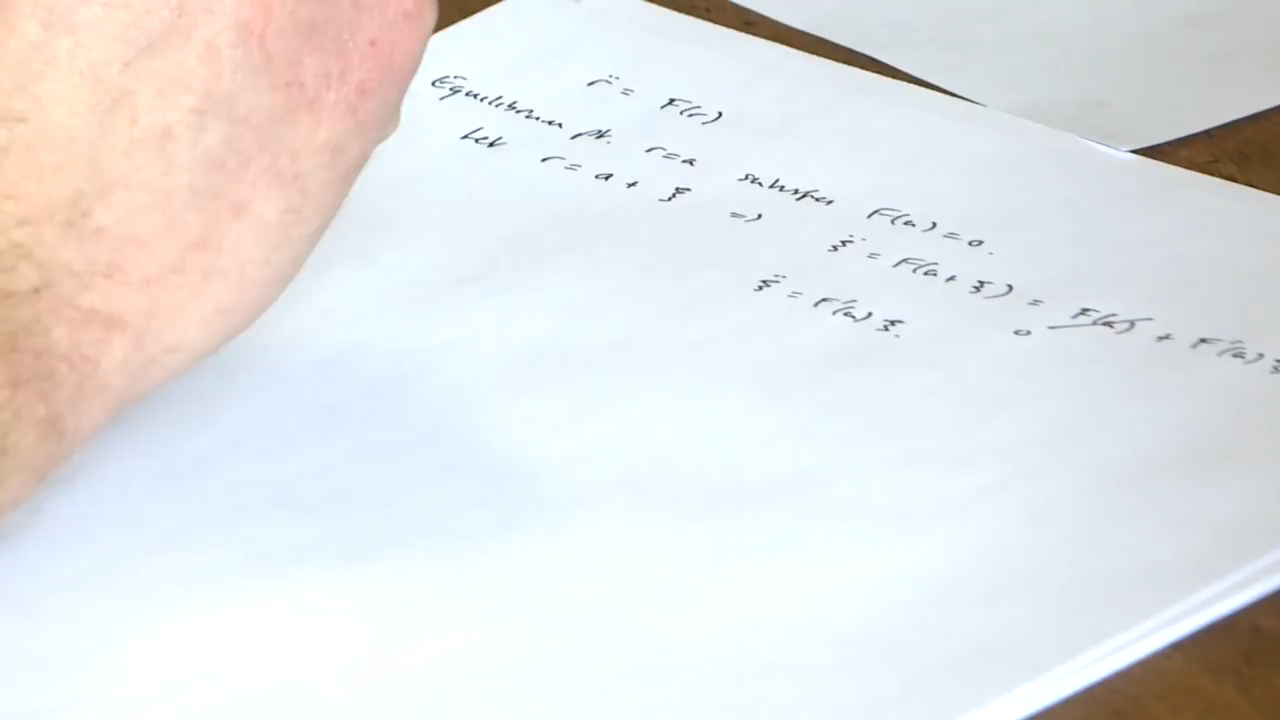 r̈ = F(r)
Equilibrium pt. r=a satisfies F(a)=0.
Let r = a + ξ => ξ̈ = F(a+ξ) = F(a) + F'(a)ξ
0
ξ̈ = F'(a)ξ.